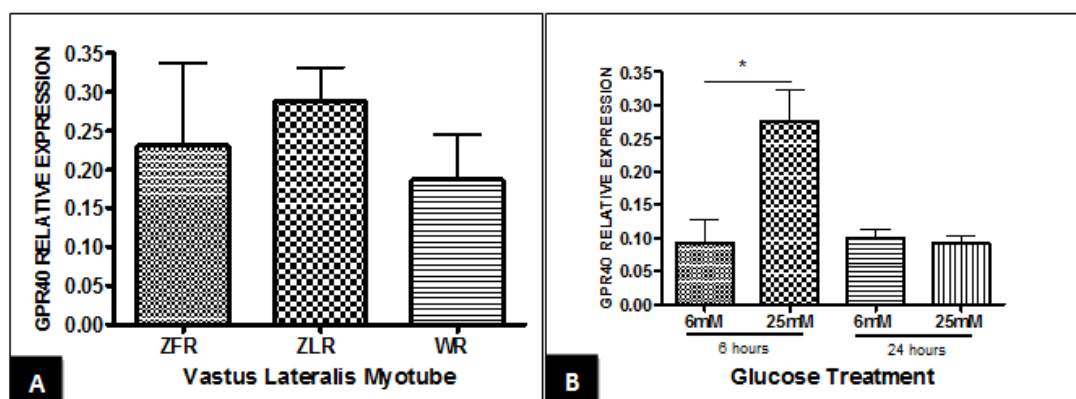 GPR40 RELATIVE EXPRESSION
0.35
0.30
0.25
0.20
0.15
0.10
0.05
0.00
ZFR ZLR WR
Vastus Lateralis Myotube
A
GPR40 RELATIVE EXPRESSION
*
0.35
0.30
0.25
0.20
0.15
0.10
0.05
0.00
6mM 25mM 6mM 25mM
6 hours 24 hours
Glucose Treatment
B